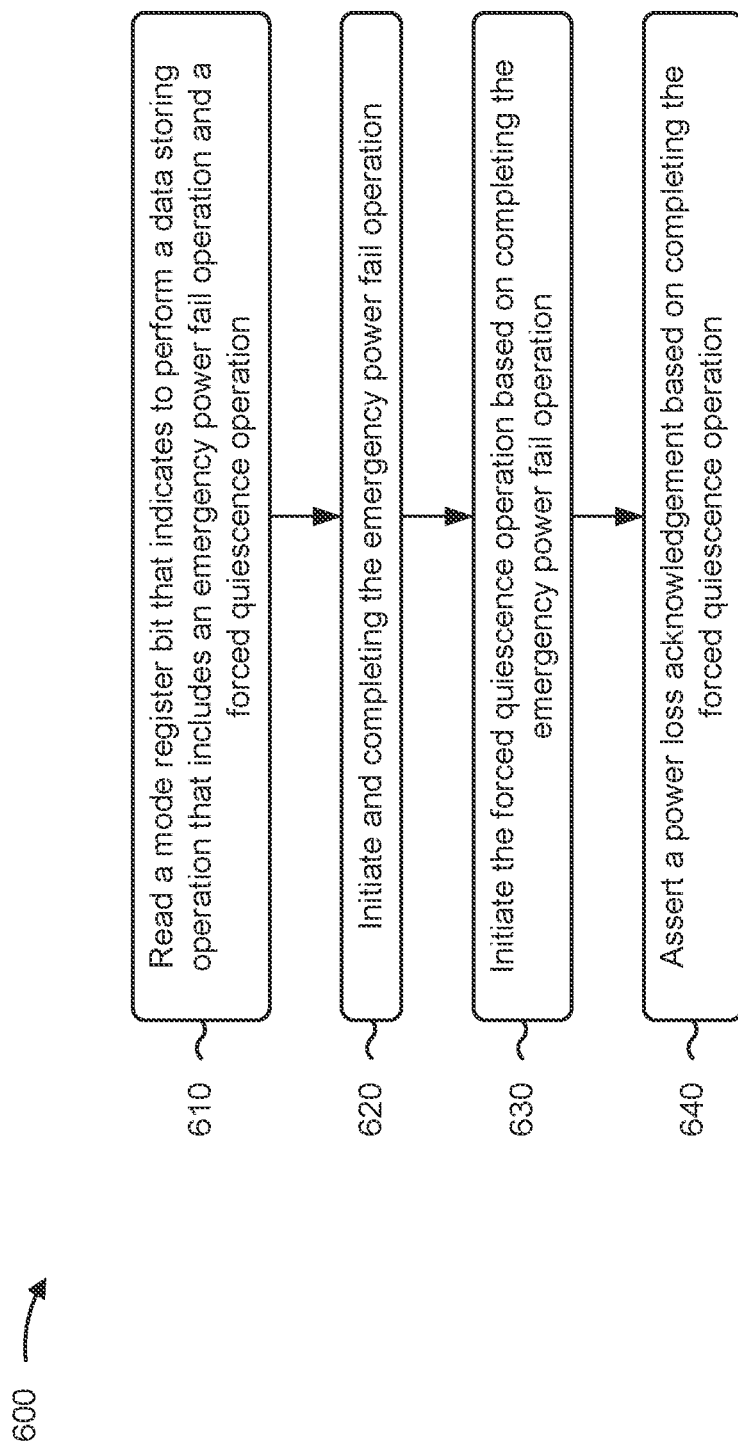 600
610
Read a mode register bit that indicates to perform a data storing
operation that includes an emergency power fail operation and a
forced quiescence operation
620
Initiate and completing the emergency power fail operation
630
Initiate the forced quiescence operation based on completing the
emergency power fail operation
640
Assert a power loss acknowledgement based on completing the
forced quiescence operation